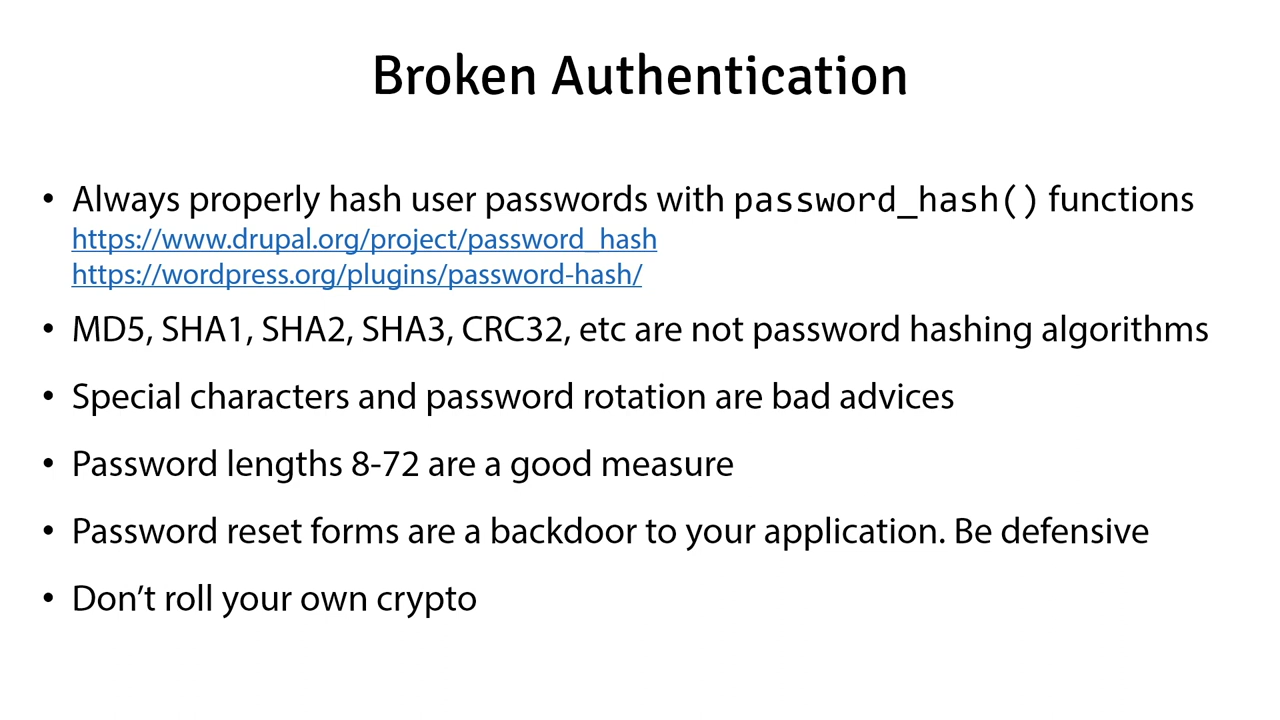 Broken Authentication
• Always properly hash user passwords with password_hash() functions
https://www.drupal.org/project/password_hash
https://wordpress.org/plugins/password-hash/
• MD5, SHA1, SHA2, SHA3, CRC32, etc are not password hashing algorithms
• Special characters and password rotation are bad advices
• Password lengths 8-72 are a good measure
• Password reset forms are a backdoor to your application. Be defensive
• Don’t roll your own crypto